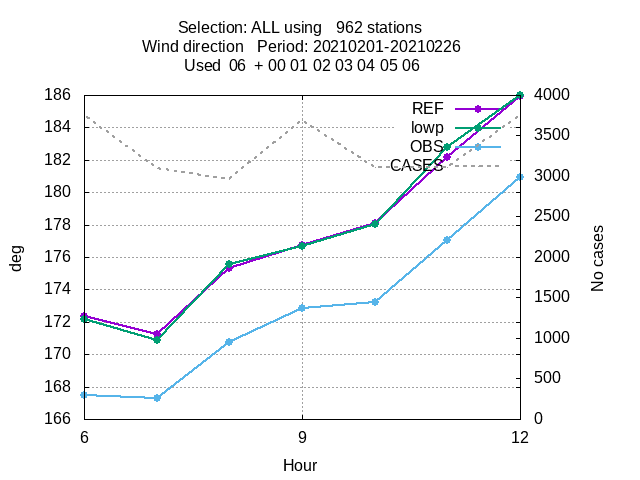 Selection: ALL using   962 stations
Wind direction   Period: 20210201-20210226
Used  06  + 00 01 02 03 04 05 06
186
184
182
180
178
176
174
172
170
168
166
4000
3500
3000
2500
2000
1500
1000
500
0
REF
lowp
OBS
CASES
deg
No cases
6
9
12
Hour